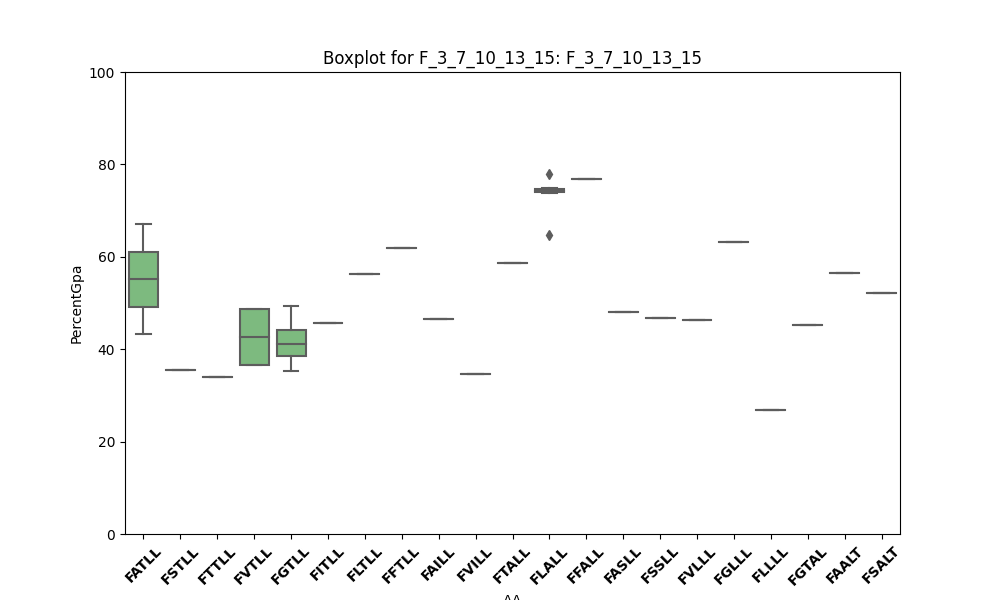 Boxplot for F_3_7_10_13_15: F_3_7_10_13_15
100
80
60
40
20
0
PercentGpa
FATLL FSTLL FTTLL FVTLL FGTLL FITLL FLTLL FFTLL FAILL FVILL FTALL FLALL FFALL FASLL FSSLL FVLLL FGLLL FLLLL FGTAL FAALT FSALT
AA